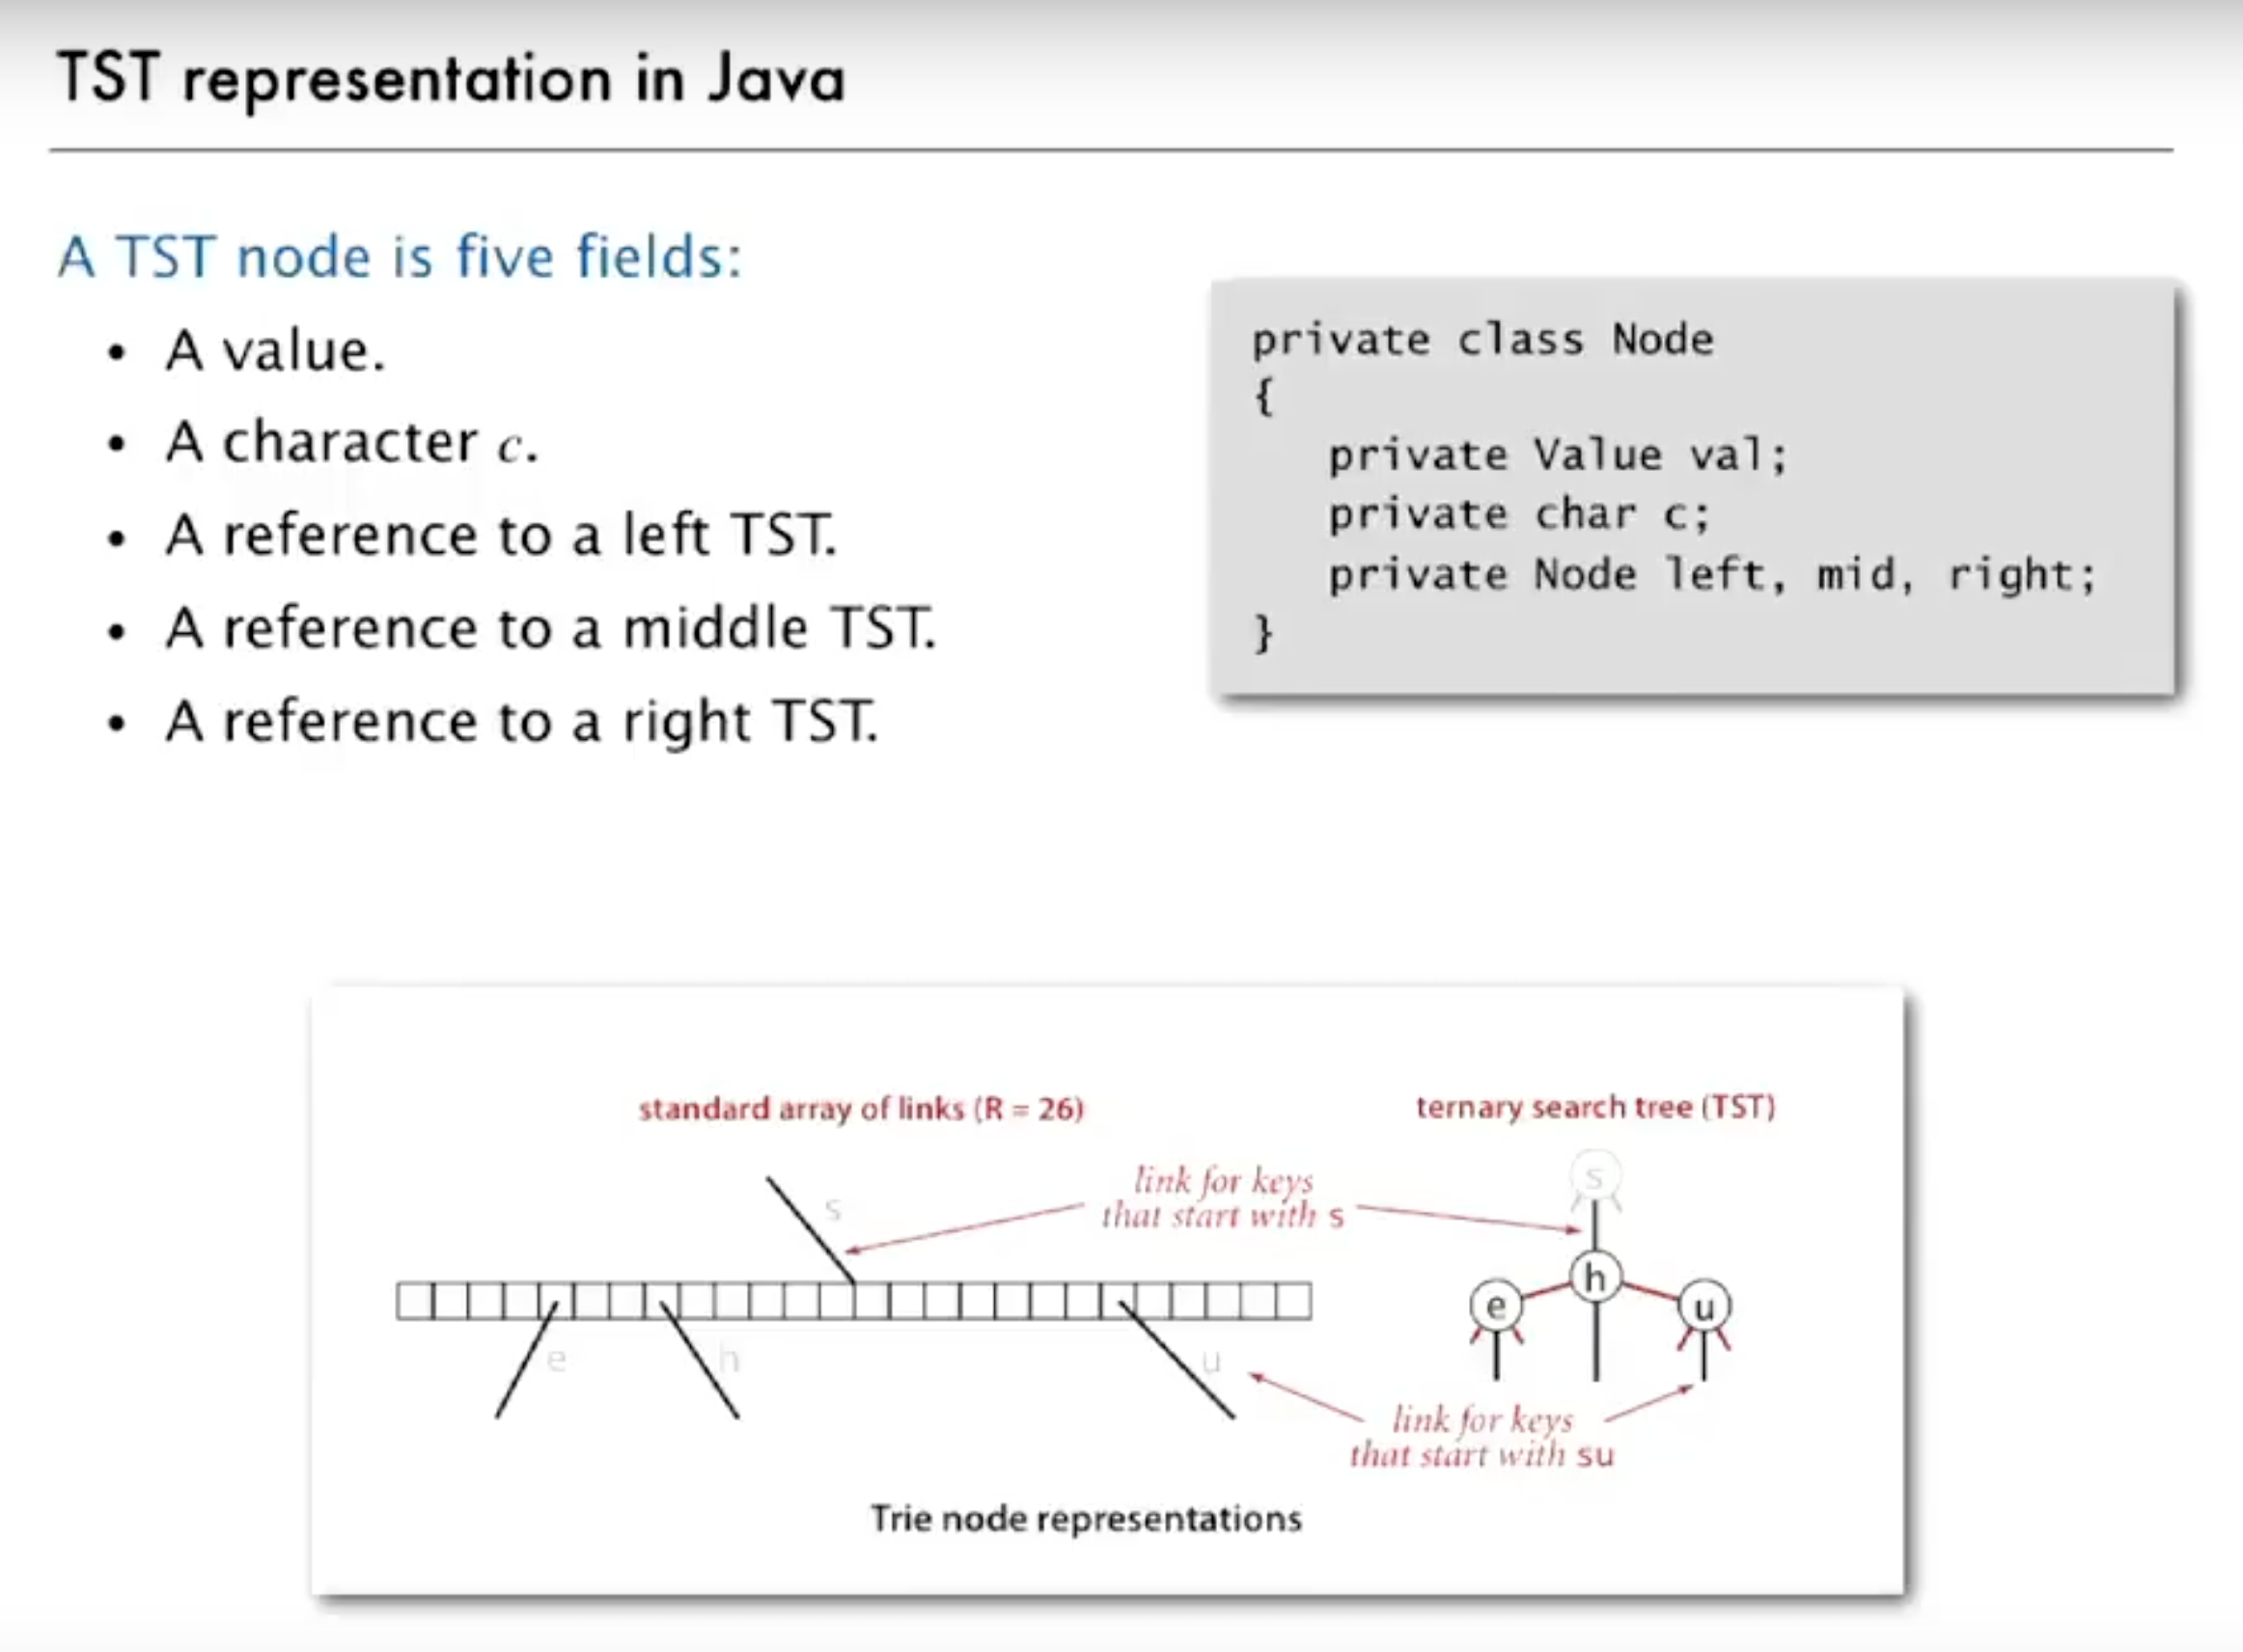 TST representation in Java
A TST node is five fields:
• A value.
• A character c.
• A reference to a left TST.
• A reference to a middle TST.
• A reference to a right TST.
private class Node
{
private Value val;
private char c;
private Node left, mid, right;
}
standard array of links (R = 26)
ternary search tree (TST)
link for keys
that start with s
s
s
h
e
u
e
h
u
link for keys
that start with su
Trie node representations